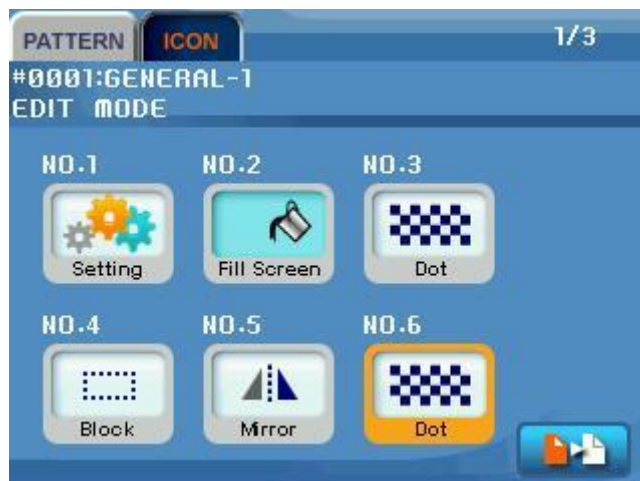 PATTERN ICON 1/3
#0001:GENERAL-1
EDIT MODE
NO.1 NO.2 NO.3
Setting Fill Screen Dot
NO.4 NO.5 NO.6
Block Mirror Dot